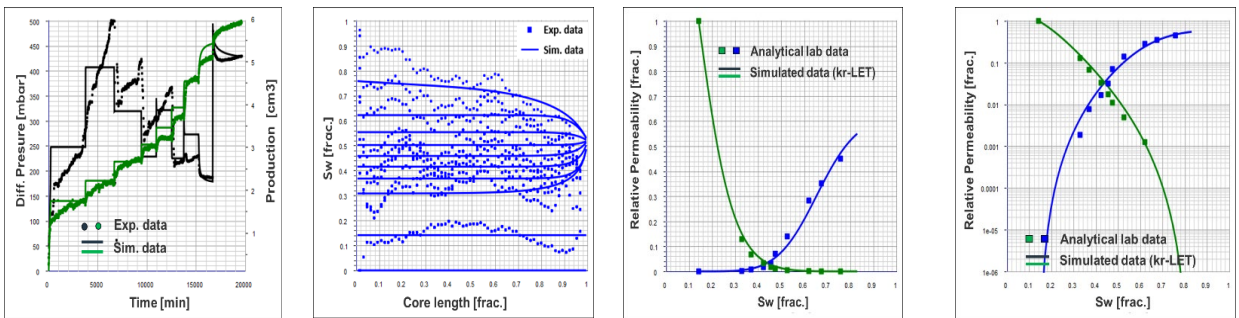 Diff. Presure [mbar]
500
450
400
350
300
250
200
150
100
50
0
0
5000
10000
15000
20000
6
5
4
3
2
1
Production [cm3]
Exp. data
Sim. data
Time [min]
Sw [frac.]
1
0.9
0.8
0.7
0.6
0.5
0.4
0.3
0.2
0.1
0
0 0.1 0.2 0.3 0.4 0.5 0.6 0.7 0.8 0.9 1
Exp. data
Sim. data
Core length [frac.]
Relative Permeability [frac.]
1
0.9
0.8
0.7
0.6
0.5
0.4
0.3
0.2
0.1
0
0 0.1 0.2 0.3 0.4 0.5 0.6 0.7 0.8 0.9 1
Analytical lab data
Simulated data (kr-LET)
Sw [frac.]
Relative Permeability [frac.]
1
0.1
0.01
0.001
0.0001
1e-05
1e-06
0 0.1 0.2 0.3 0.4 0.5 0.6 0.7 0.8 0.9 1
Analytical lab data
Simulated data (kr-LET)
Sw [frac.]